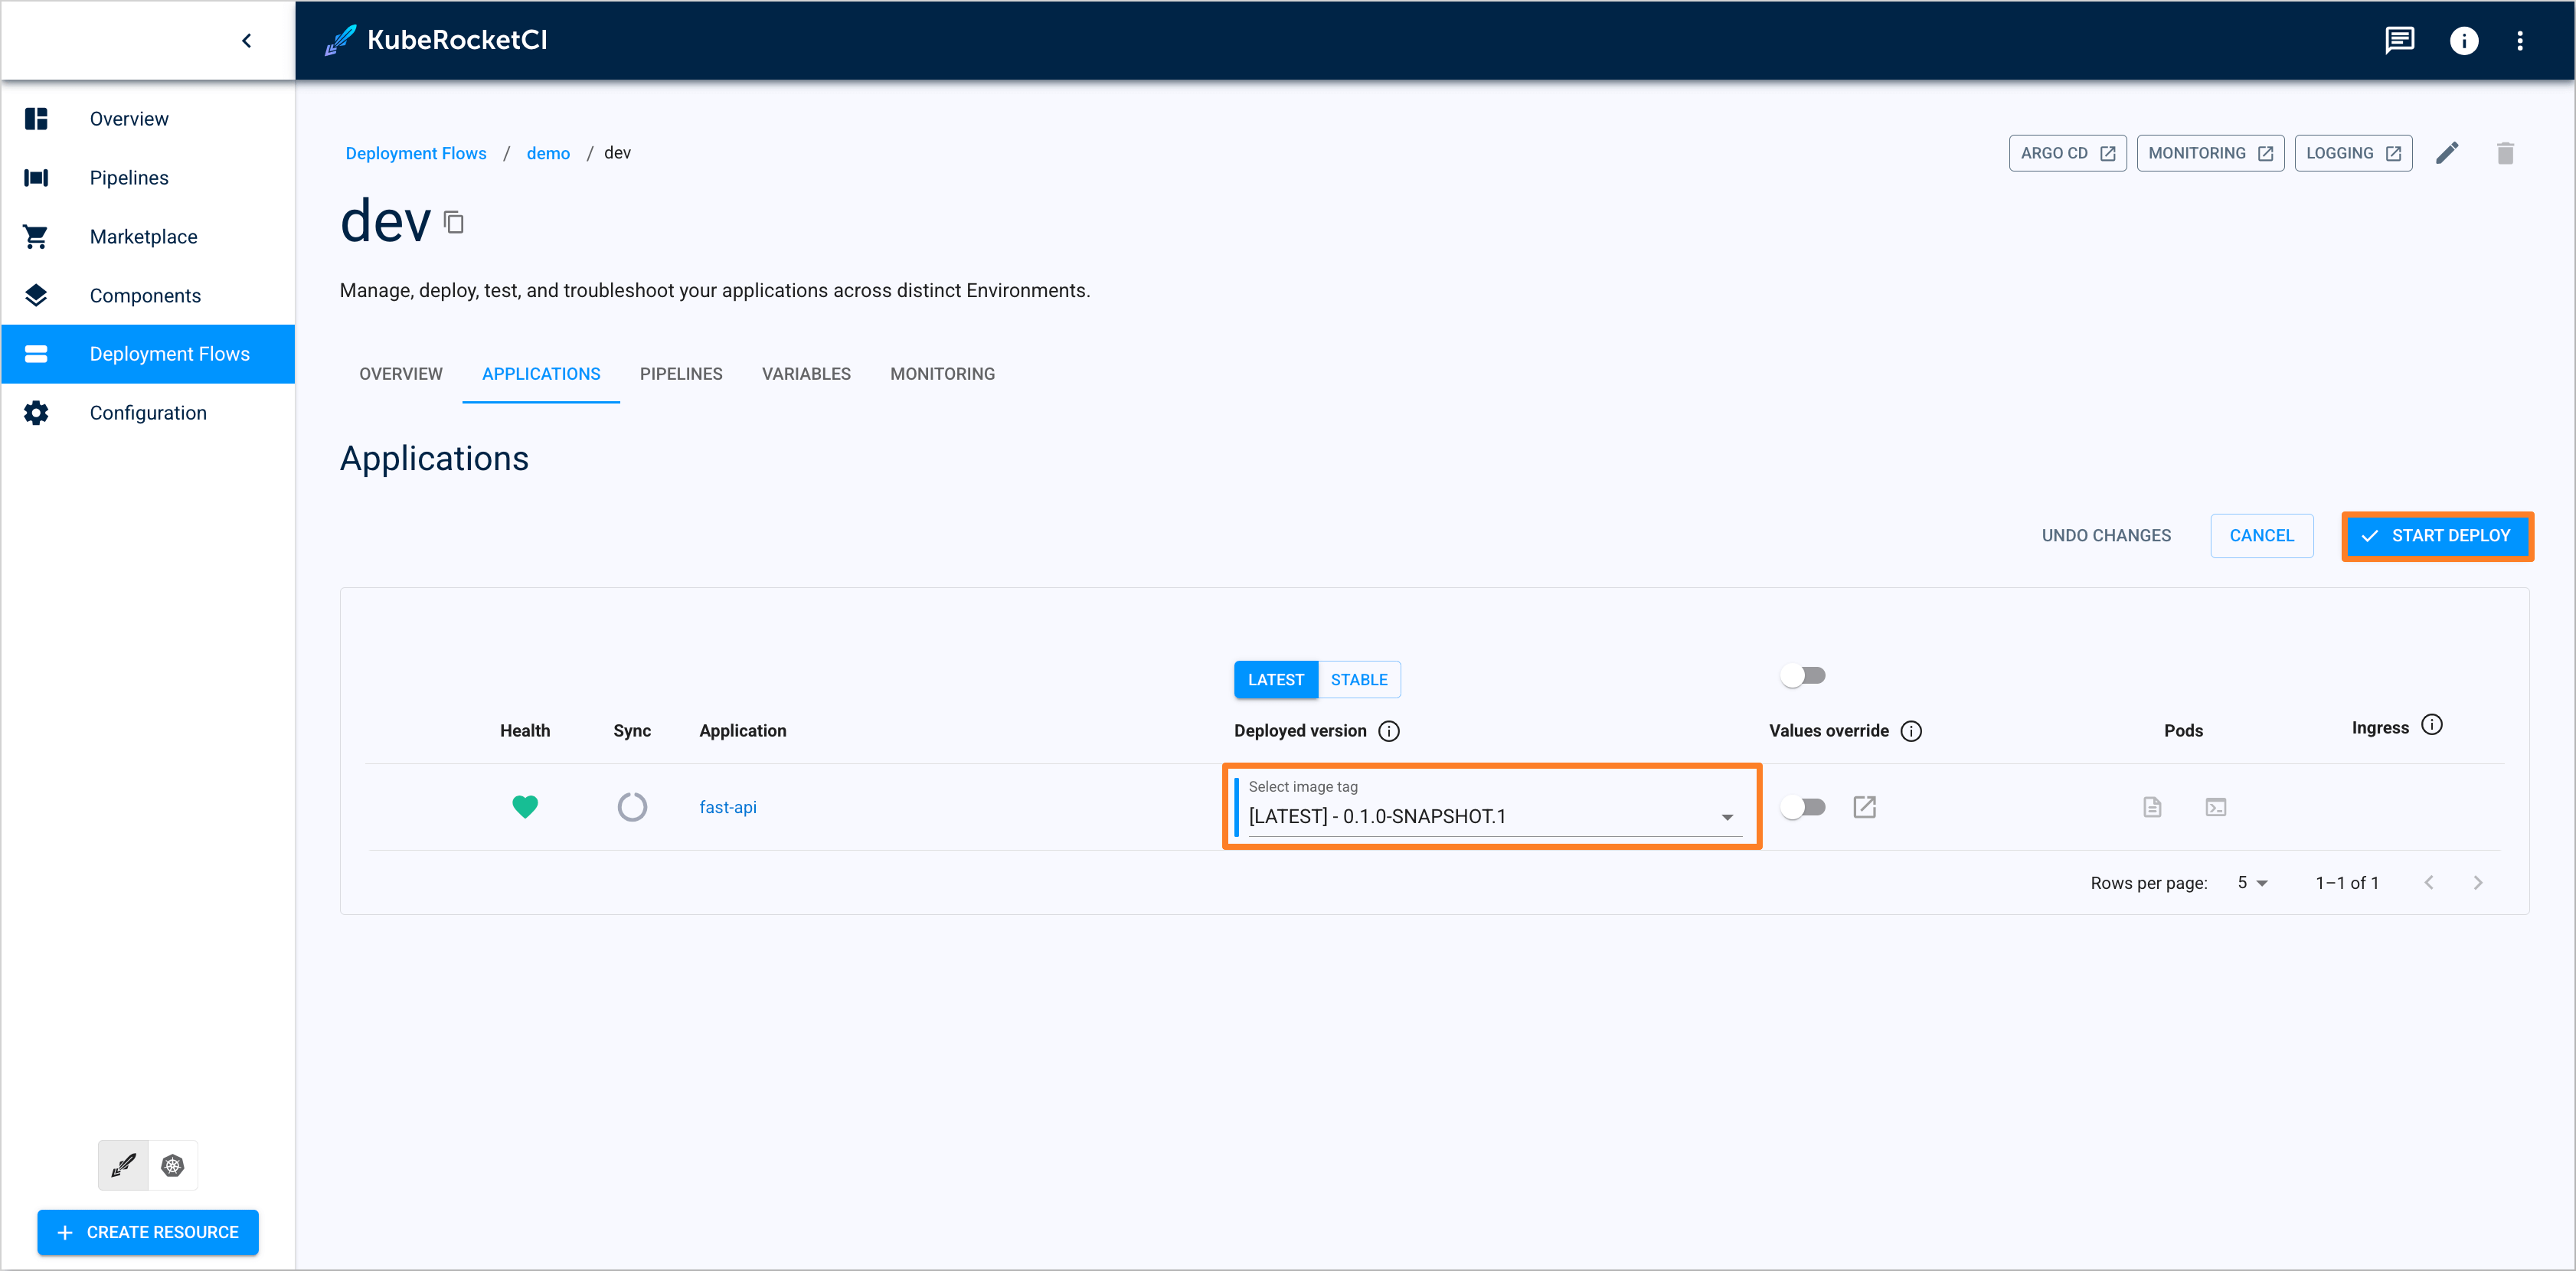 KubeRocketCI
Overview
Pipelines
Marketplace
Components
Deployment Flows
Configuration
CREATE RESOURCE
Deployment Flows / demo / dev
ARGO CD
MONITORING
LOGGING
dev
Manage, deploy, test, and troubleshoot your applications across distinct Environments.
OVERVIEW
APPLICATIONS
PIPELINES
VARIABLES
MONITORING
Applications
UNDO CHANGES
CANCEL
START DEPLOY
LATEST
STABLE
Health
Sync
Application
Deployed version
Values override
Pods
Ingress
fast-api
Select image tag
[LATEST] - 0.1.0-SNAPSHOT.1
Rows per page: 5
1–1 of 1